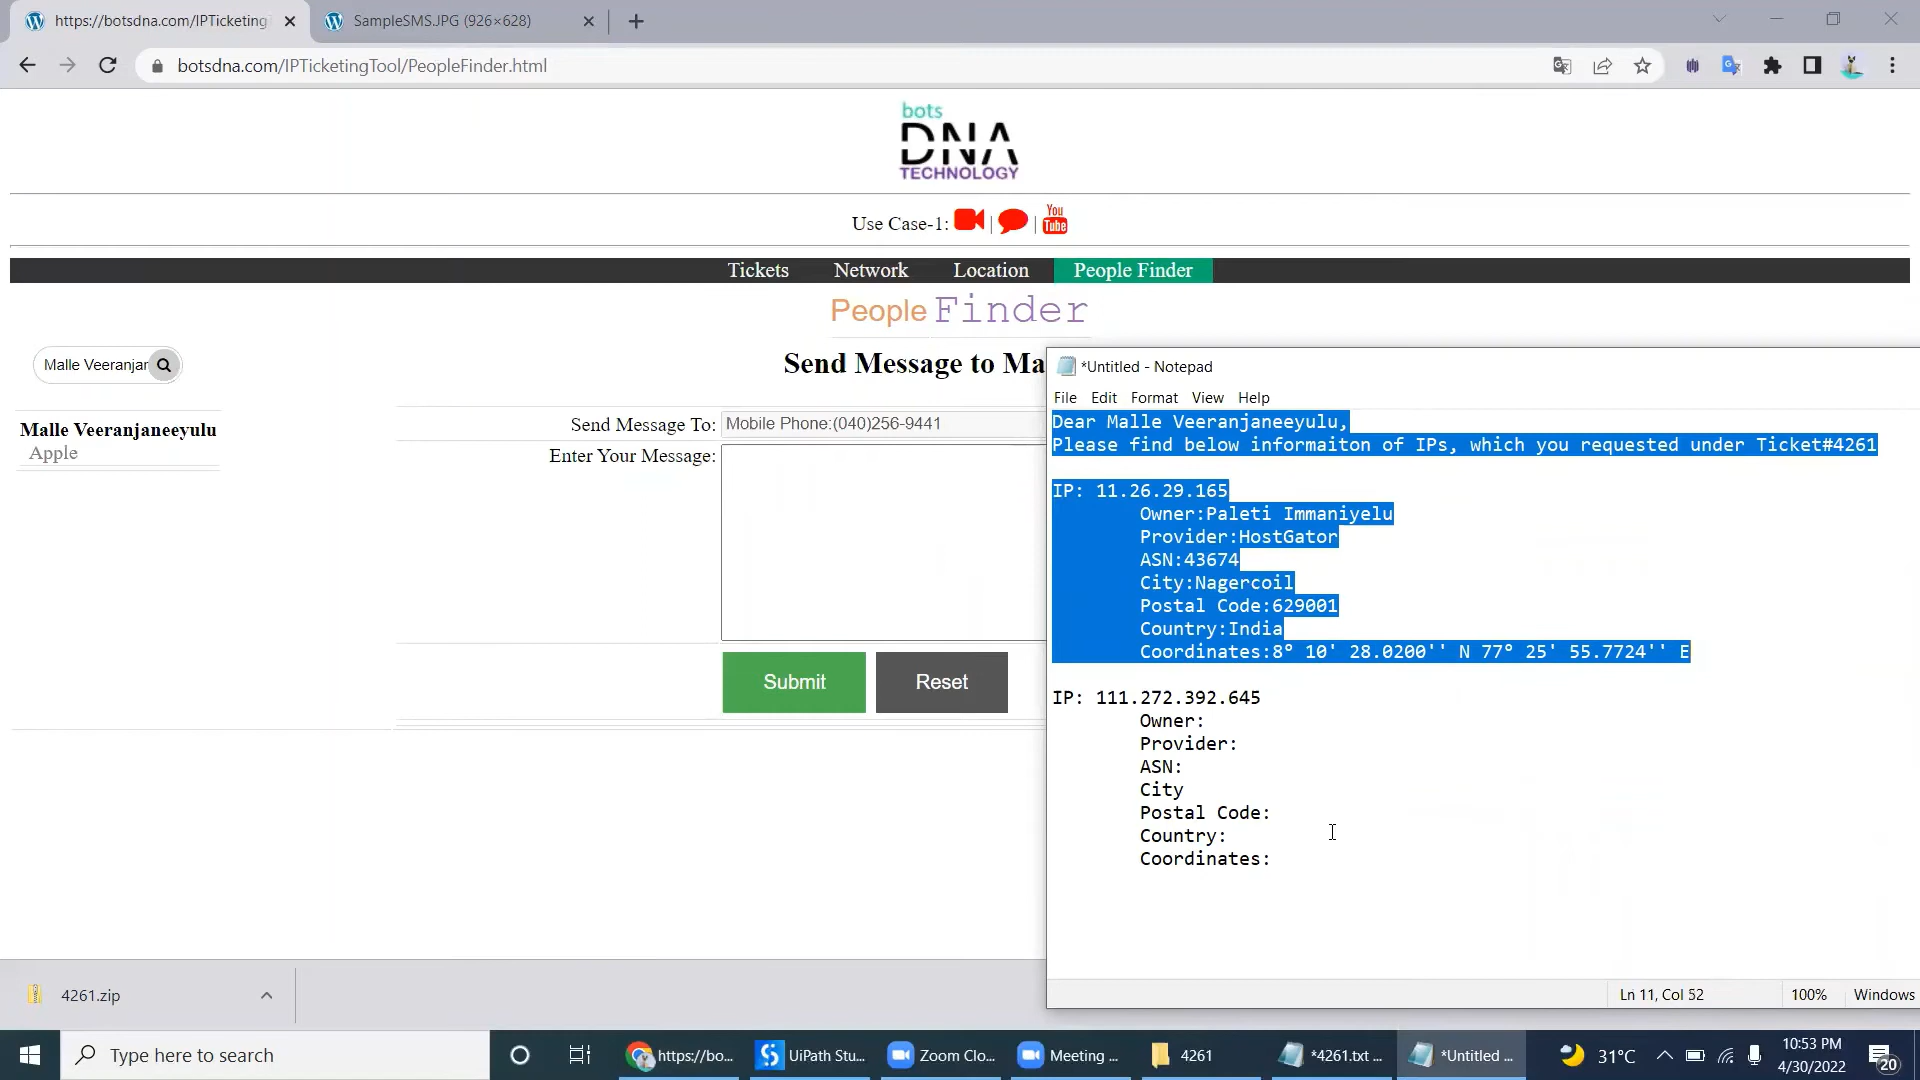 https://botsdna.com/IPTicketing
SampleSMS.JPG (926×628)
botsdna.com/IPTicketingTool/PeopleFinder.html
bots
DNA
TECHNOLOGY
Use Case-1: | | You Tube
Tickets Network Location People Finder
People Finder
Malle Veeranjan
Send Message to Ma
Malle Veeranjaneeyulu
Apple
Send Message To: Mobile Phone:(040)256-9441
Enter Your Message:
Submit Reset
*Untitled - Notepad
File Edit Format View Help
Dear Malle Veeranjaneeyulu,
Please find below informaiton of IPs, which you requested under Ticket#4261
IP: 11.26.29.165
Owner:Paleti Immaniyelu
Provider:HostGator
ASN:43674
City:Nagercoil
Postal Code:629001
Country:India
Coordinates:8° 10' 28.0200'' N 77° 25' 55.7724'' E
IP: 111.272.392.645
Owner:
Provider:
ASN:
City
Postal Code:
Country:
Coordinates:
Ln 11, Col 52 100% Windows
4261.zip
Type here to search
https://bo...
UiPath Stu...
Zoom Clo...
Meeting ...
4261
*4261.txt ...
*Untitled ...
31°C
10:53 PM
4/30/2022
20